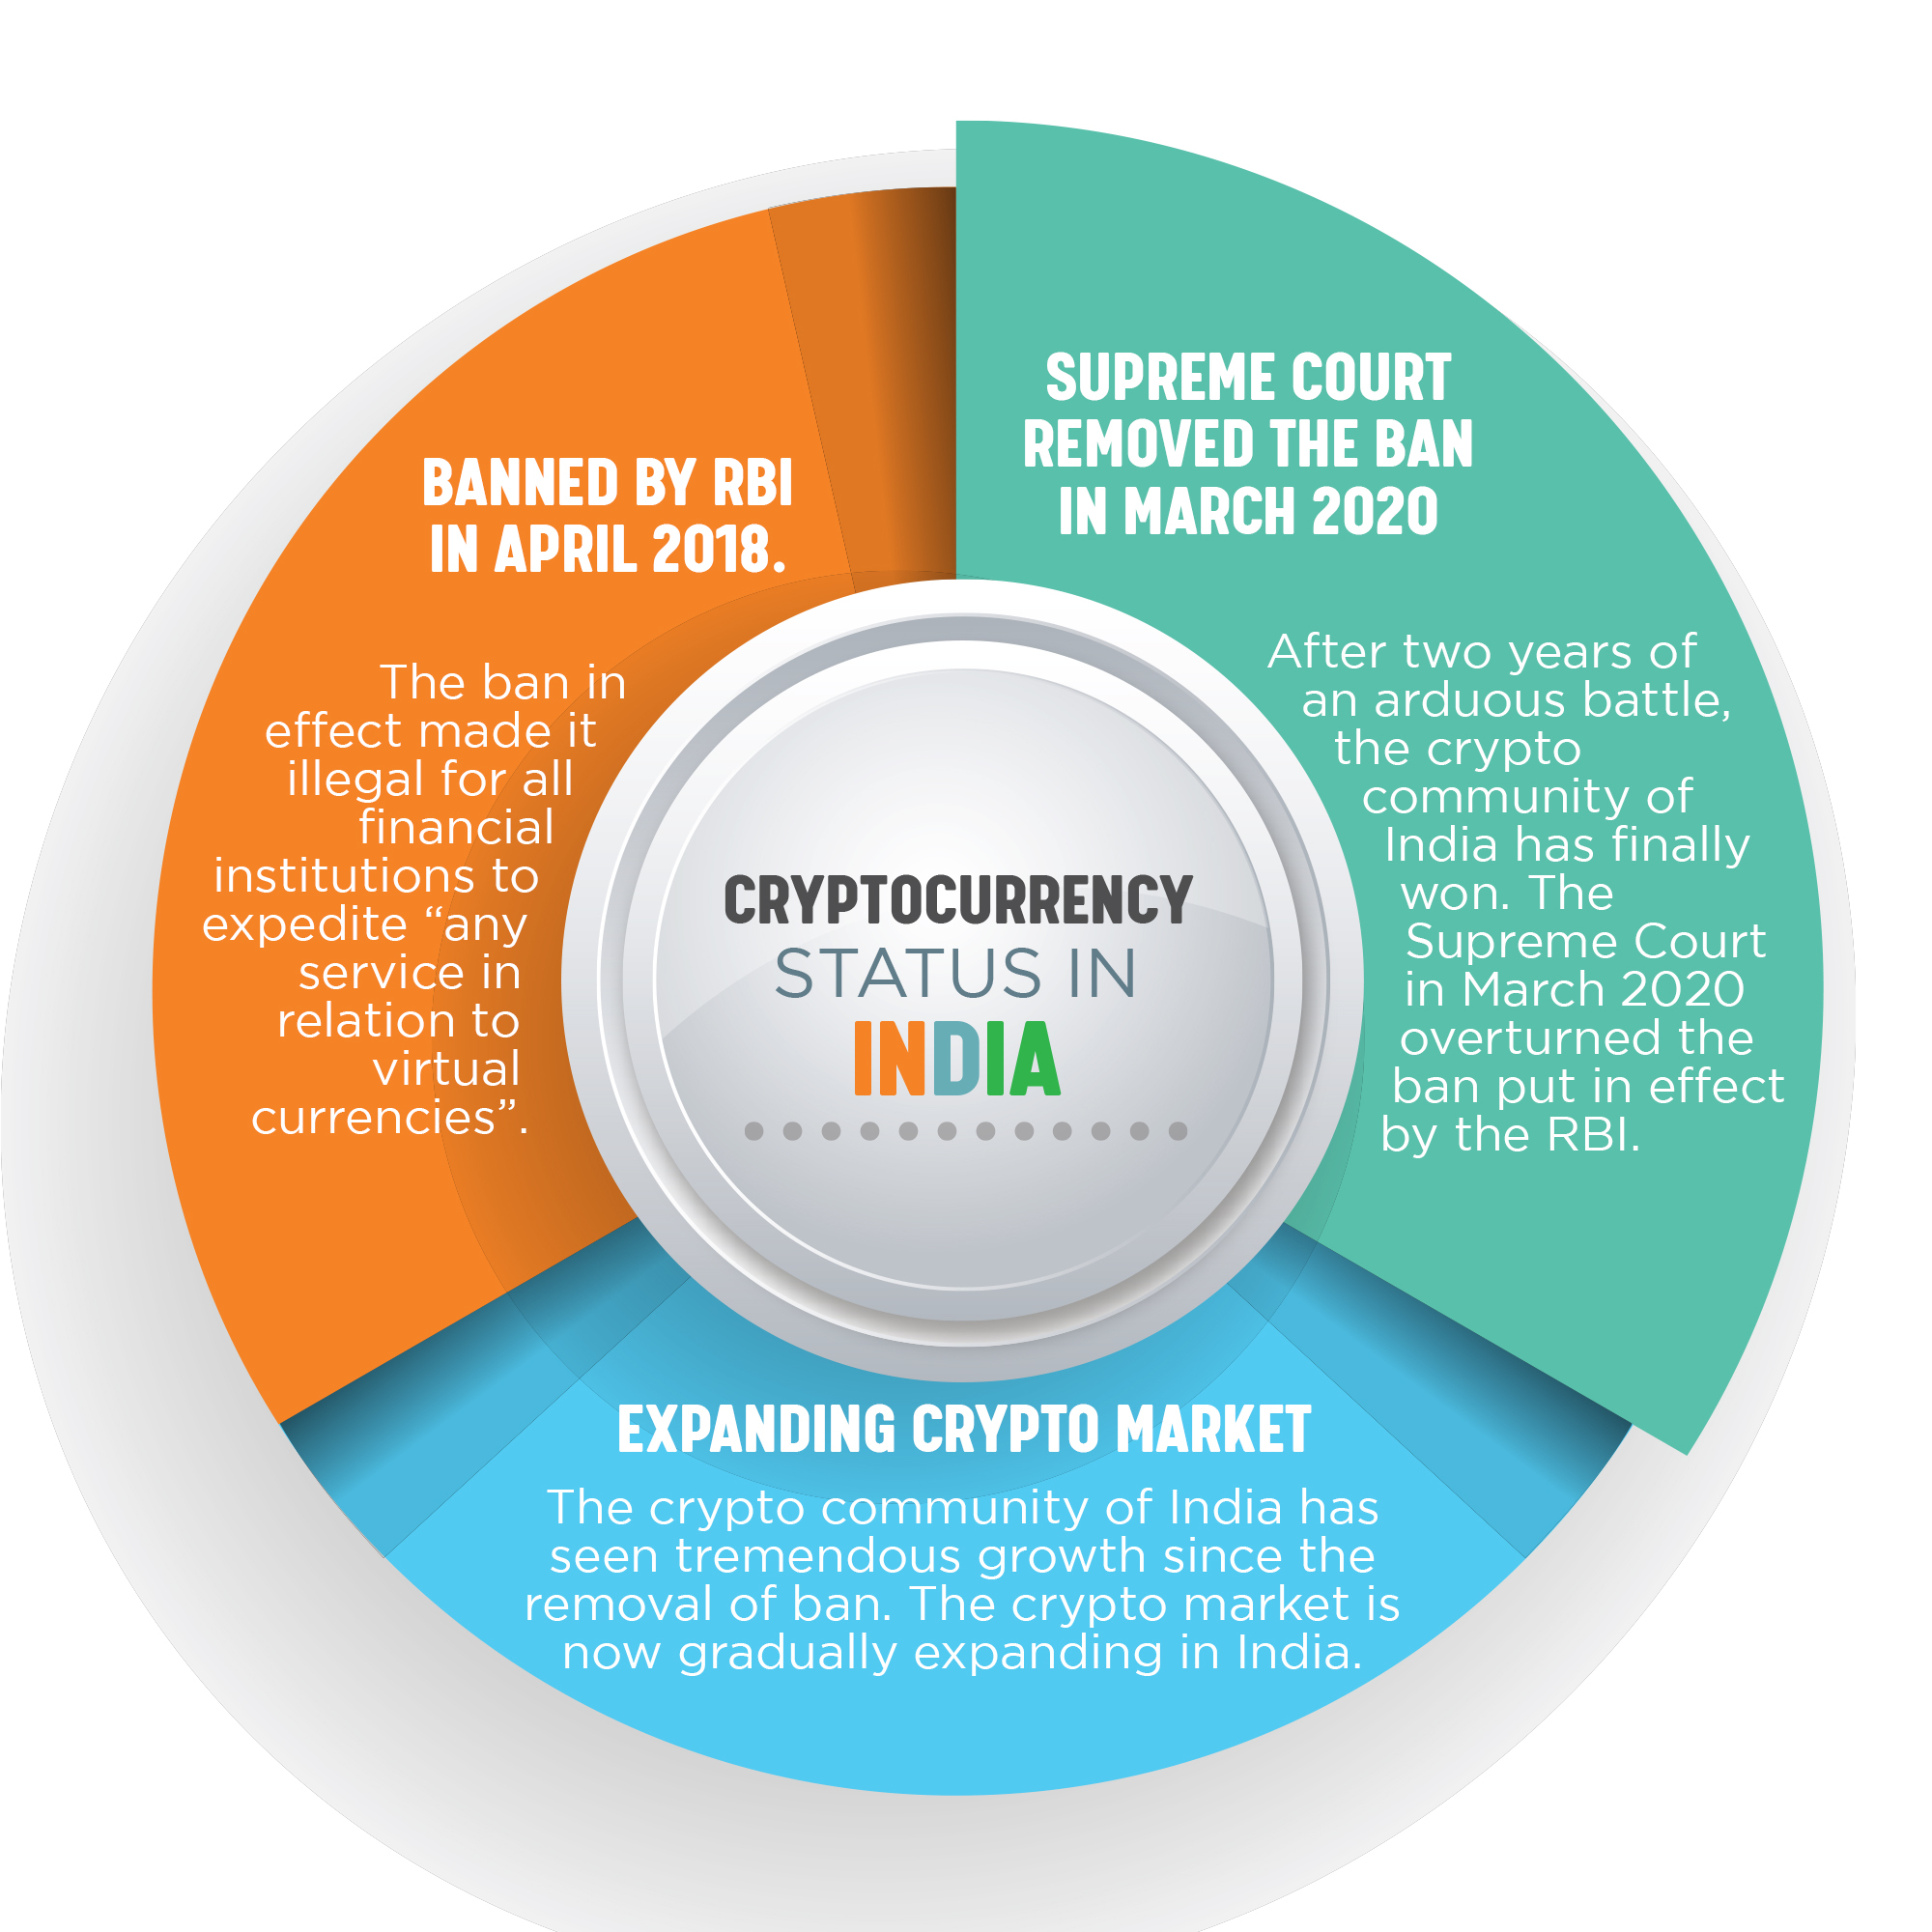 CRYPTOCURRENCY
STATUS IN
INDIA
BANNED BY RBI
IN APRIL 2018.
The ban in
effect made it
illegal for all
financial
institutions to
expedite “any
service in
relation to
virtual
currencies”.
SUPREME COURT
REMOVED THE BAN
IN MARCH 2020
After two years of
an arduous battle,
the crypto
community of
India has finally
won. The
Supreme Court
in March 2020
overturned the
ban put in effect
by the RBI.
EXPANDING CRYPTO MARKET
The crypto community of India has
seen tremendous growth since the
removal of ban. The crypto market is
now gradually expanding in India.